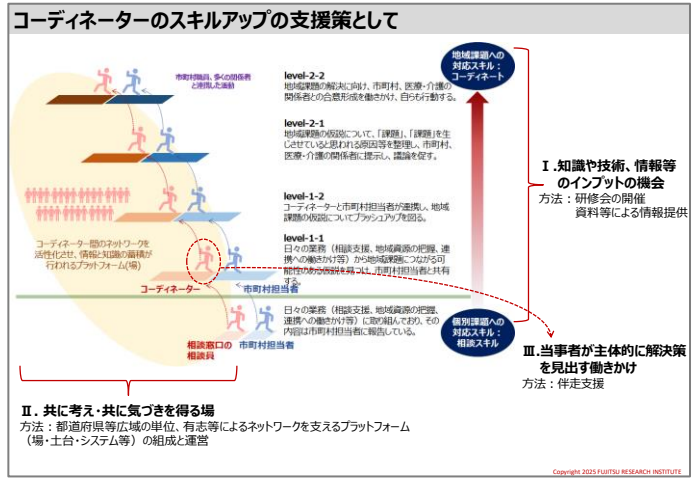 コーディネーターのスキルアップの支援策として
市町村職員、多くの関係者
と連携した活動
level-2-2
地域課題の解決に向け、市町村、医療・介護の
関係者との合意形成を働きかけ、自らも行動する。
level-2-1
地域課題の仮説について、「課題」、「課題」を生
じさせていると思われる原因等を整理し、市町村、
医療・介護の関係者に提示し、議論を促す。
level-1-2
コーディネーターと市町村担当者が連携し、地域
課題の仮説についてブラッシュアップを図る。
level-1-1
日々の業務（相談支援、地域資源の把握、連
携への働きかけ等）から地域課題につながる可
能性のある仮説を見つけ、市町村担当者と共有
する。
コーディネーター間のネットワークを
活性化させ、情報と知識の蓄積が
行われるプラットフォーム(場)
コーディネーター
市町村担当者
日々の業務（相談支援、地域資源の把握、
連携への働きかけ等）に取り組んでおり、その
内容は市町村担当者に報告している。
相談窓口の
相談員
市町村担当者
地域課題への
対応スキル：
コーディネート
個別課題への
対応スキル：
相談スキル
Ⅰ.知識や技術、情報等
のインプットの機会
方法：研修会の開催
資料等による情報提供
Ⅲ.当事者が主体的に解決策
を見出す働きかけ
方法：伴走支援
Ⅱ. 共に考え・共に気づきを得る場
方法：都道府県等広域の単位、有志等によるネットワークを支えるプラットフォーム
（場・土台・システム等）の組成と運営
Copyright 2025 FUJITSU RESEARCH INSTITUTE